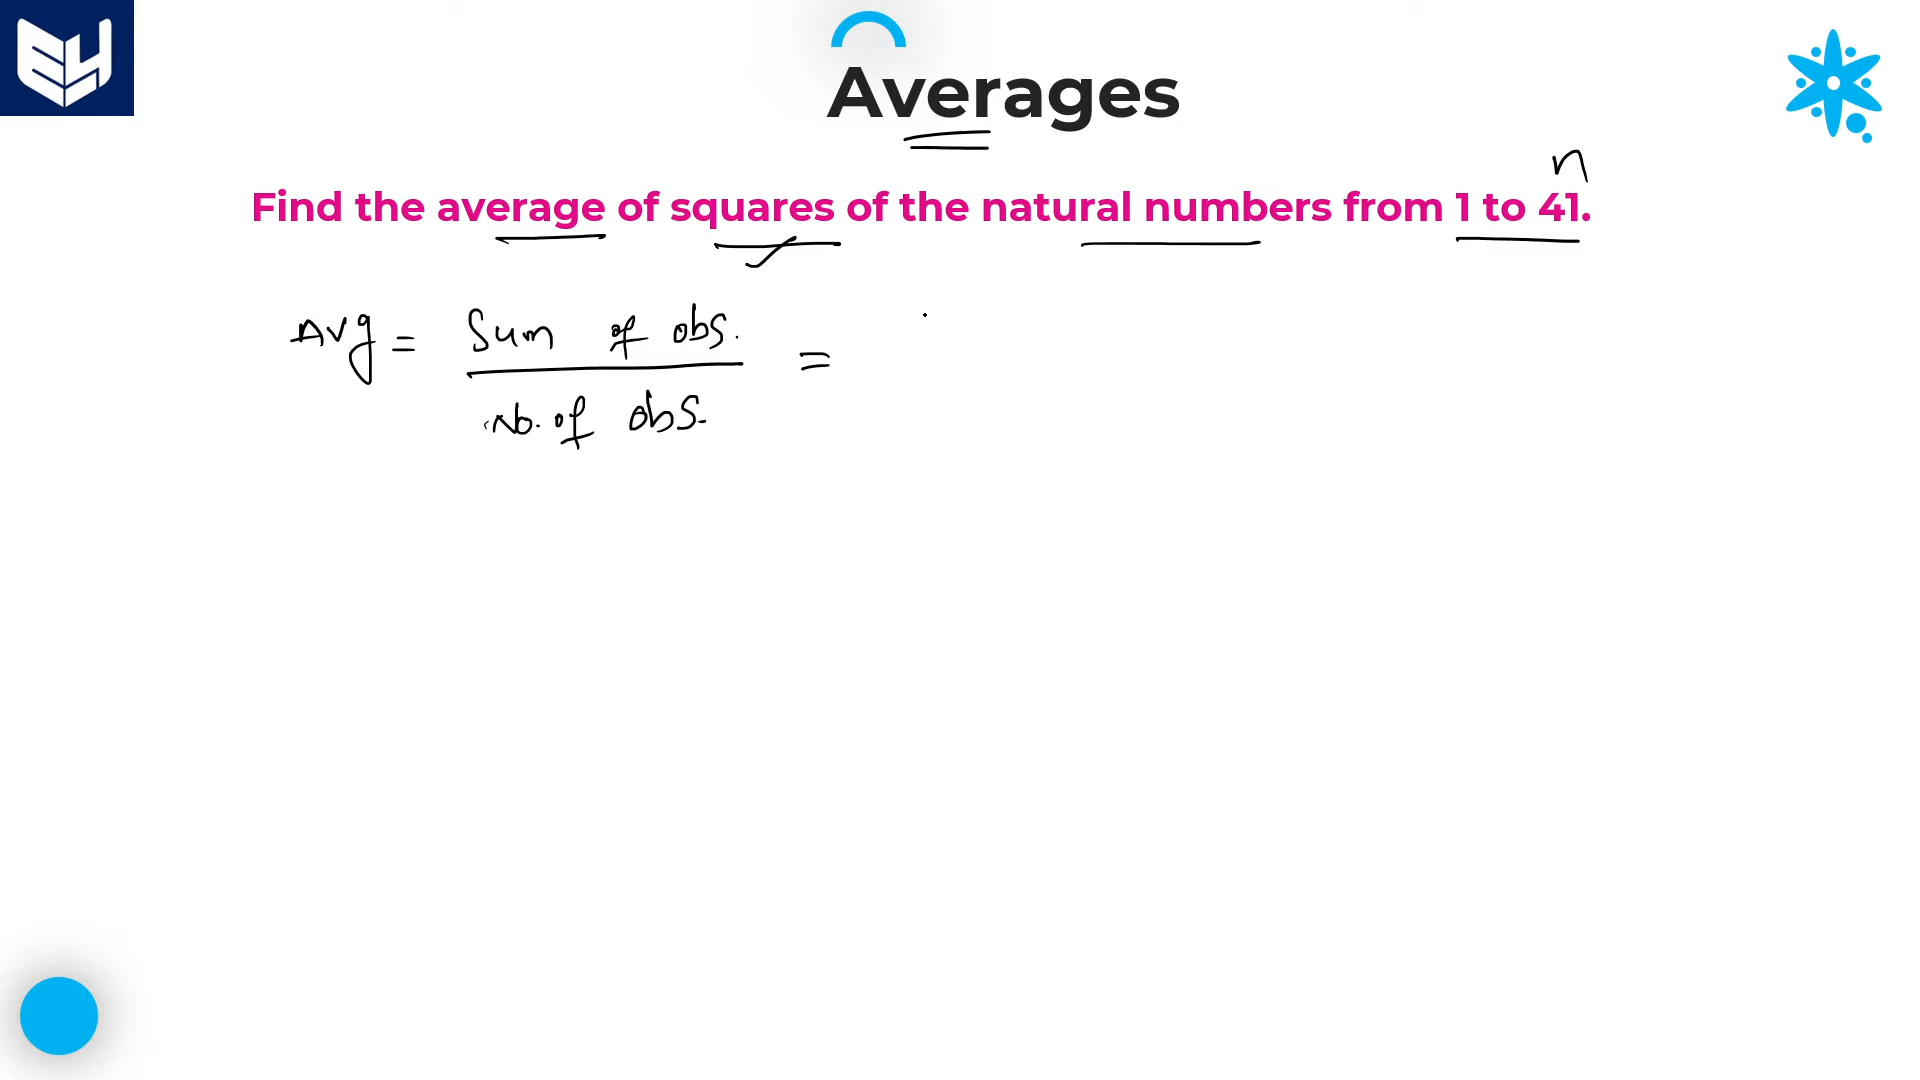 Averages
n
Find the average of squares of the natural numbers from 1 to 41.
Avg = Sum of obs. =
No. of obs.